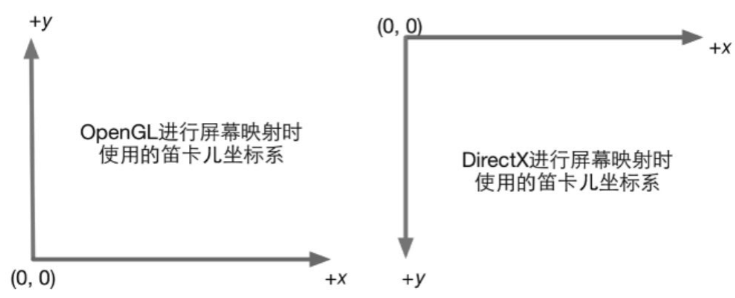 +y
OpenGL进行屏幕映射时
使用的笛卡儿坐标系
(0, 0)
+x
(0, 0)
+x
DirectX进行屏幕映射时
使用的笛卡儿坐标系
+y